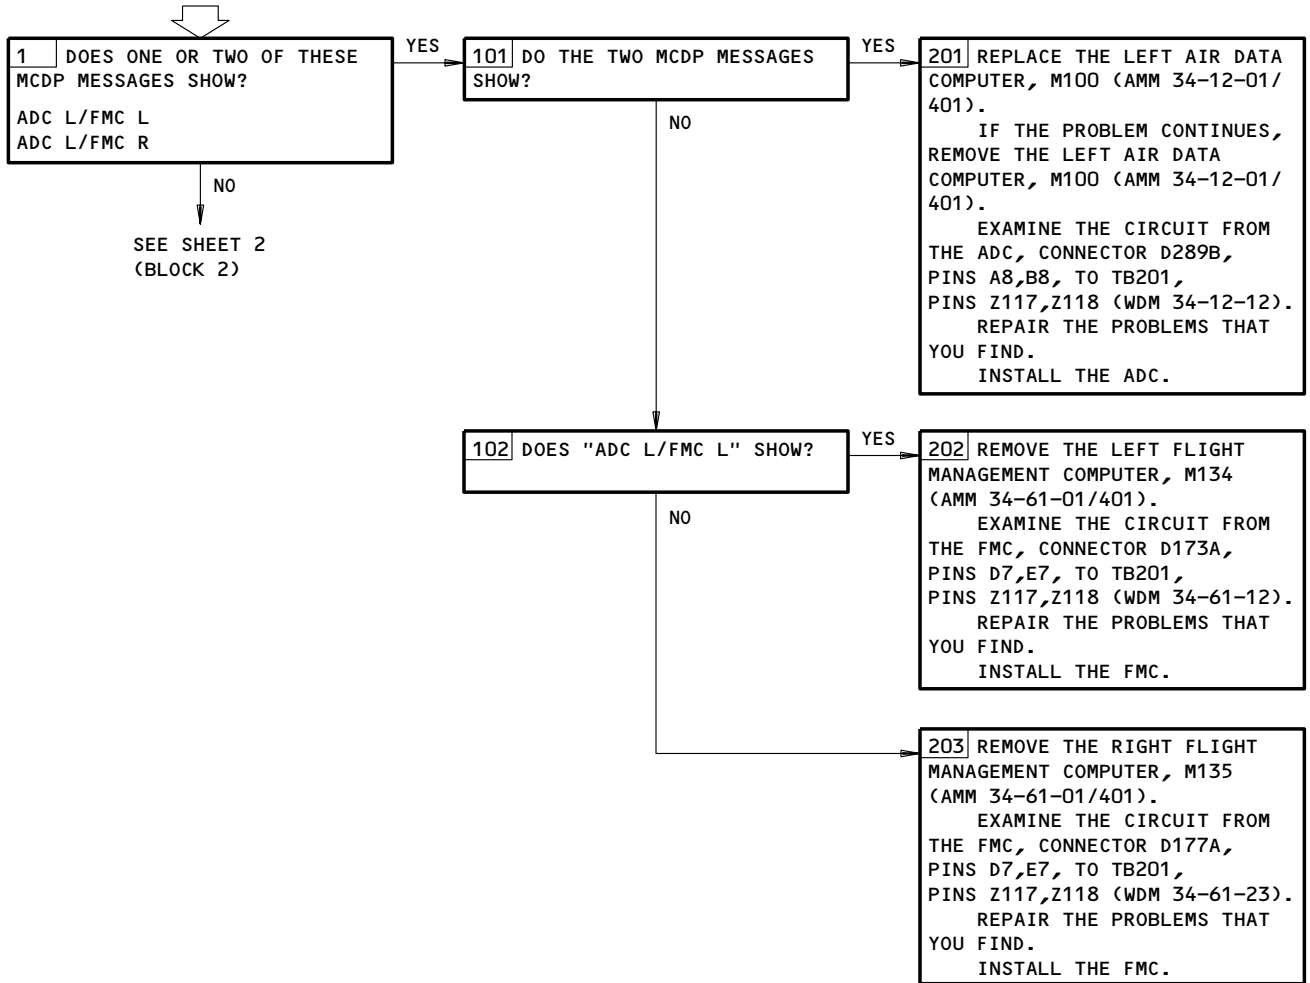 1 DOES ONE OR TWO OF THESE
MCDP MESSAGES SHOW?
ADC L/FMC L
ADC L/FMC R
YES
NO
SEE SHEET 2
(BLOCK 2)
101 DO THE TWO MCDP MESSAGES
SHOW?
YES
NO
201 REPLACE THE LEFT AIR DATA
COMPUTER, M100 (AMM 34-12-01/
401).
IF THE PROBLEM CONTINUES,
REMOVE THE LEFT AIR DATA
COMPUTER, M100 (AMM 34-12-01/
401).
EXAMINE THE CIRCUIT FROM
THE ADC, CONNECTOR D289B,
PINS A8,B8, TO TB201,
PINS Z117,Z118 (WDM 34-12-12).
REPAIR THE PROBLEMS THAT
YOU FIND.
INSTALL THE ADC.
102 DOES "ADC L/FMC L" SHOW?
YES
NO
202 REMOVE THE LEFT FLIGHT
MANAGEMENT COMPUTER, M134
(AMM 34-61-01/401).
EXAMINE THE CIRCUIT FROM
THE FMC, CONNECTOR D173A,
PINS D7,E7, TO TB201,
PINS Z117,Z118 (WDM 34-61-12).
REPAIR THE PROBLEMS THAT
YOU FIND.
INSTALL THE FMC.
203 REMOVE THE RIGHT FLIGHT
MANAGEMENT COMPUTER, M135
(AMM 34-61-01/401).
EXAMINE THE CIRCUIT FROM
THE FMC, CONNECTOR D177A,
PINS D7,E7, TO TB201,
PINS Z117,Z118 (WDM 34-61-23).
REPAIR THE PROBLEMS THAT
YOU FIND.
INSTALL THE FMC.